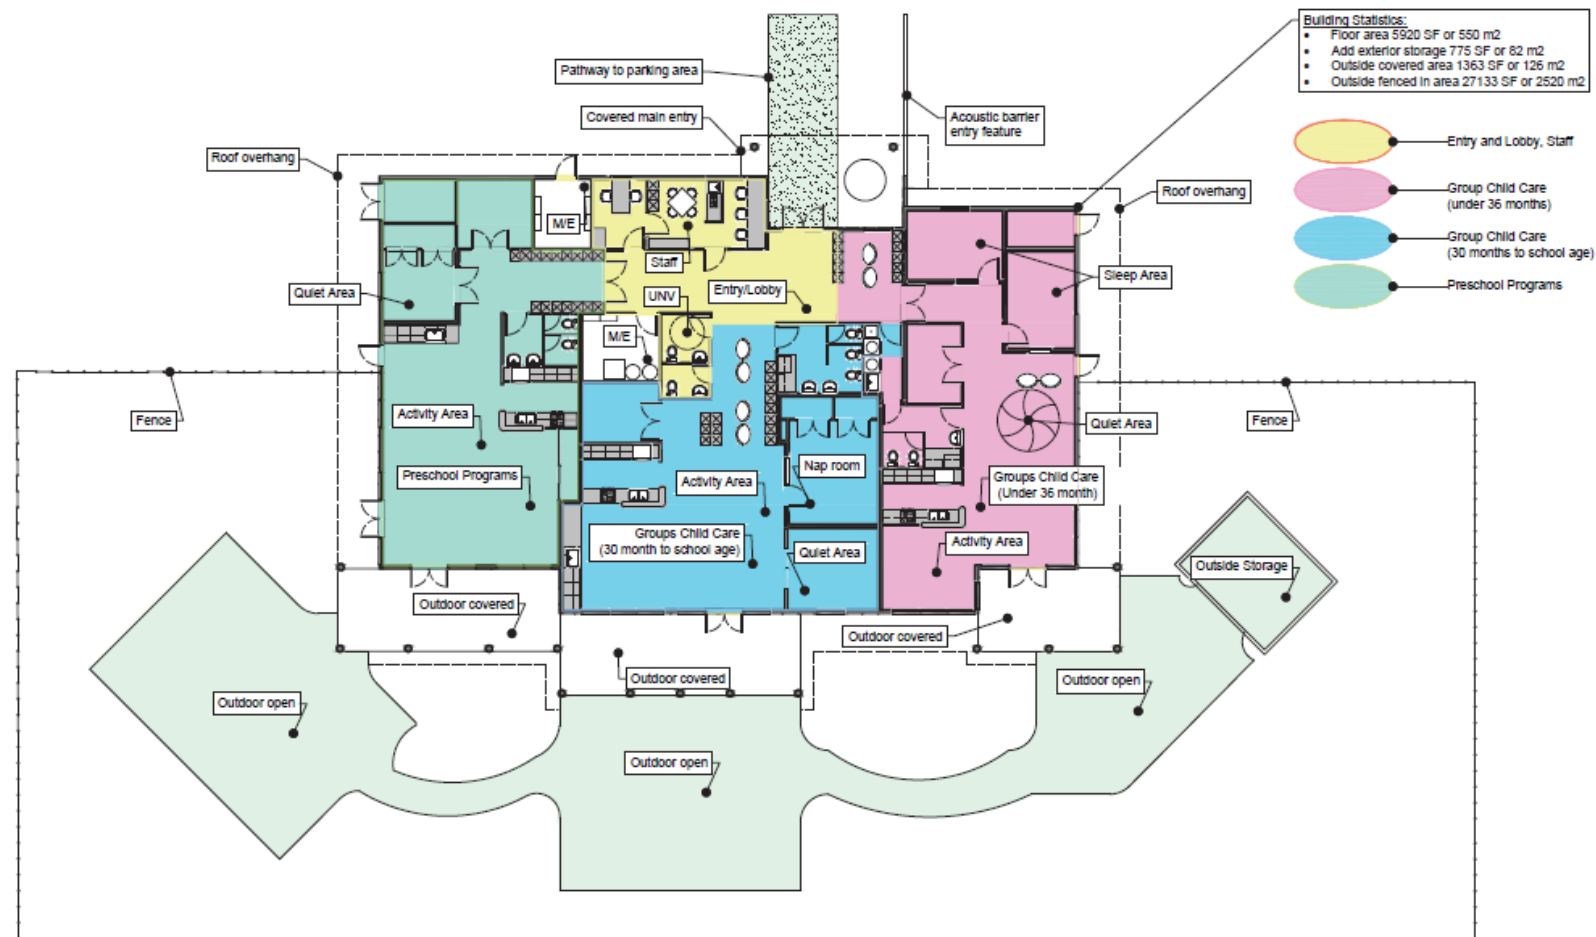 Building Statistics:
• Floor area 5920 SF or 550 m2
• Add exterior storage 775 SF or 82 m2
• Outside covered area 1363 SF or 126 m2
• Outside fenced in area 27133 SF or 2520 m2
Pathway to parking area
Covered main entry
Acoustic barrier
entry feature
Entry and Lobby, Staff
Roof overhang
Roof overhang
Group Child Care
(under 36 months)
M/E
Group Child Care
(30 months to school age)
Staff
Sleep Area
Quiet Area
UNV
Entry/Lobby
Preschool Programs
M/E
Fence
Activity Area
Quiet Area
Fence
Preschool Programs
Activity Area
Nap room
Groups Child Care
(Under 36 month)
Groups Child Care
(30 month to school age)
Quiet Area
Activity Area
Outside Storage
Outdoor covered
Outdoor covered
Outdoor covered
Outdoor open
Outdoor open
Outdoor open